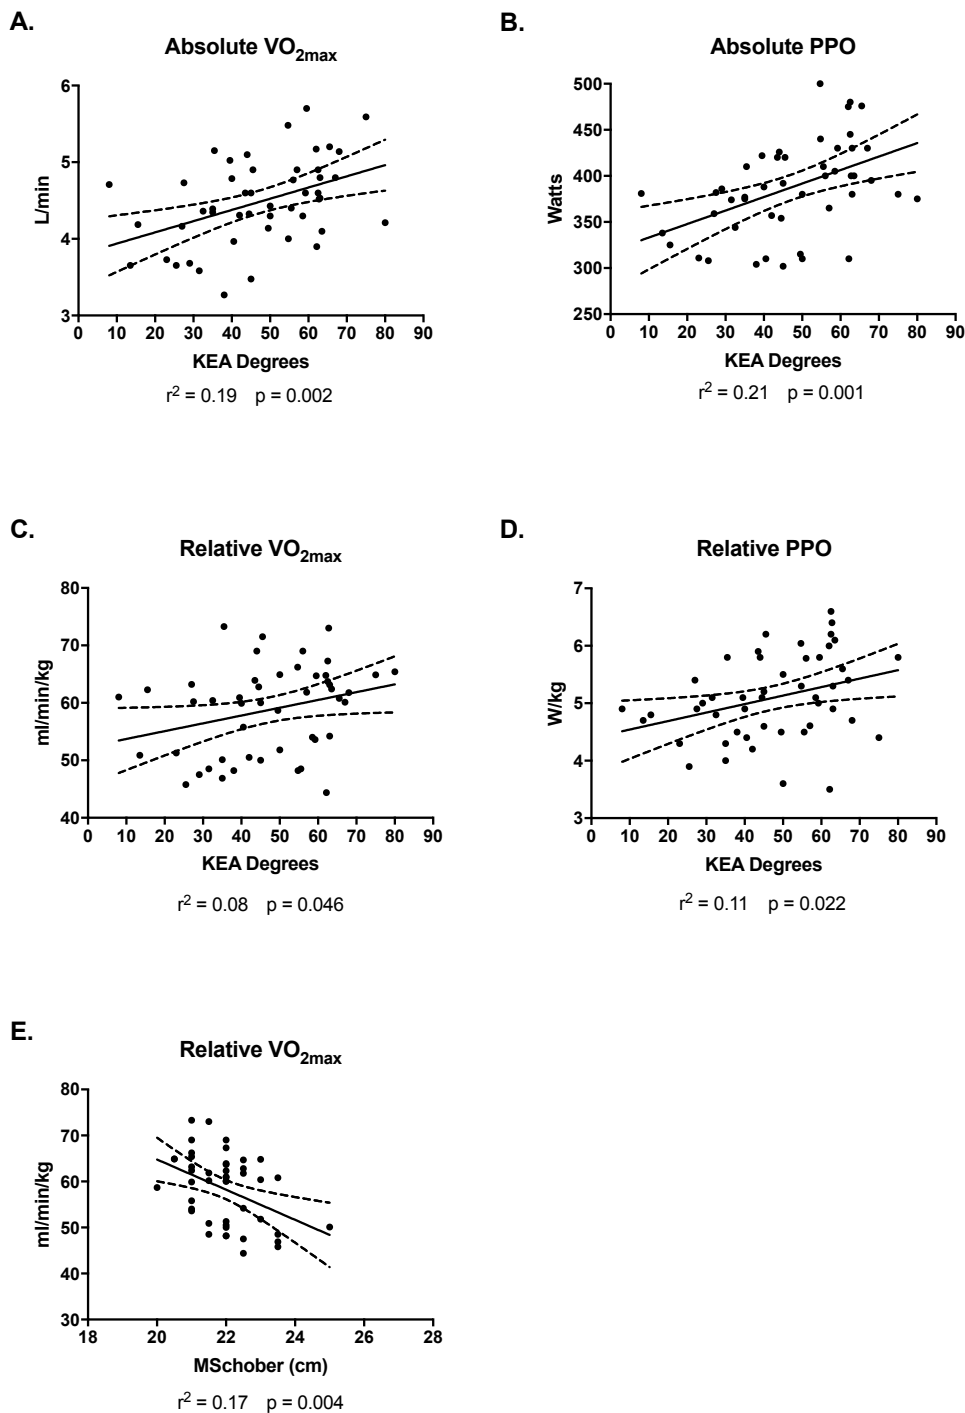 A.
Absolute VO2max
6
5
4
3
L/min
0 10 20 30 40 50 60 70 80 90
KEA Degrees
r2 = 0.19 p = 0.002
B.
Absolute PPO
500
450
400
350
300
250
Watts
0 10 20 30 40 50 60 70 80 90
KEA Degrees
r2 = 0.21 p = 0.001
C.
Relative VO2max
80
70
60
50
40
ml/min/kg
0 10 20 30 40 50 60 70 80 90
KEA Degrees
r2 = 0.08 p = 0.046
D.
Relative PPO
7
6
5
4
3
W/kg
0 10 20 30 40 50 60 70 80 90
KEA Degrees
r2 = 0.11 p = 0.022
E.
Relative VO2max
80
70
60
50
40
30
ml/min/kg
18 20 22 24 26 28
MSchober (cm)
r2 = 0.17 p = 0.004